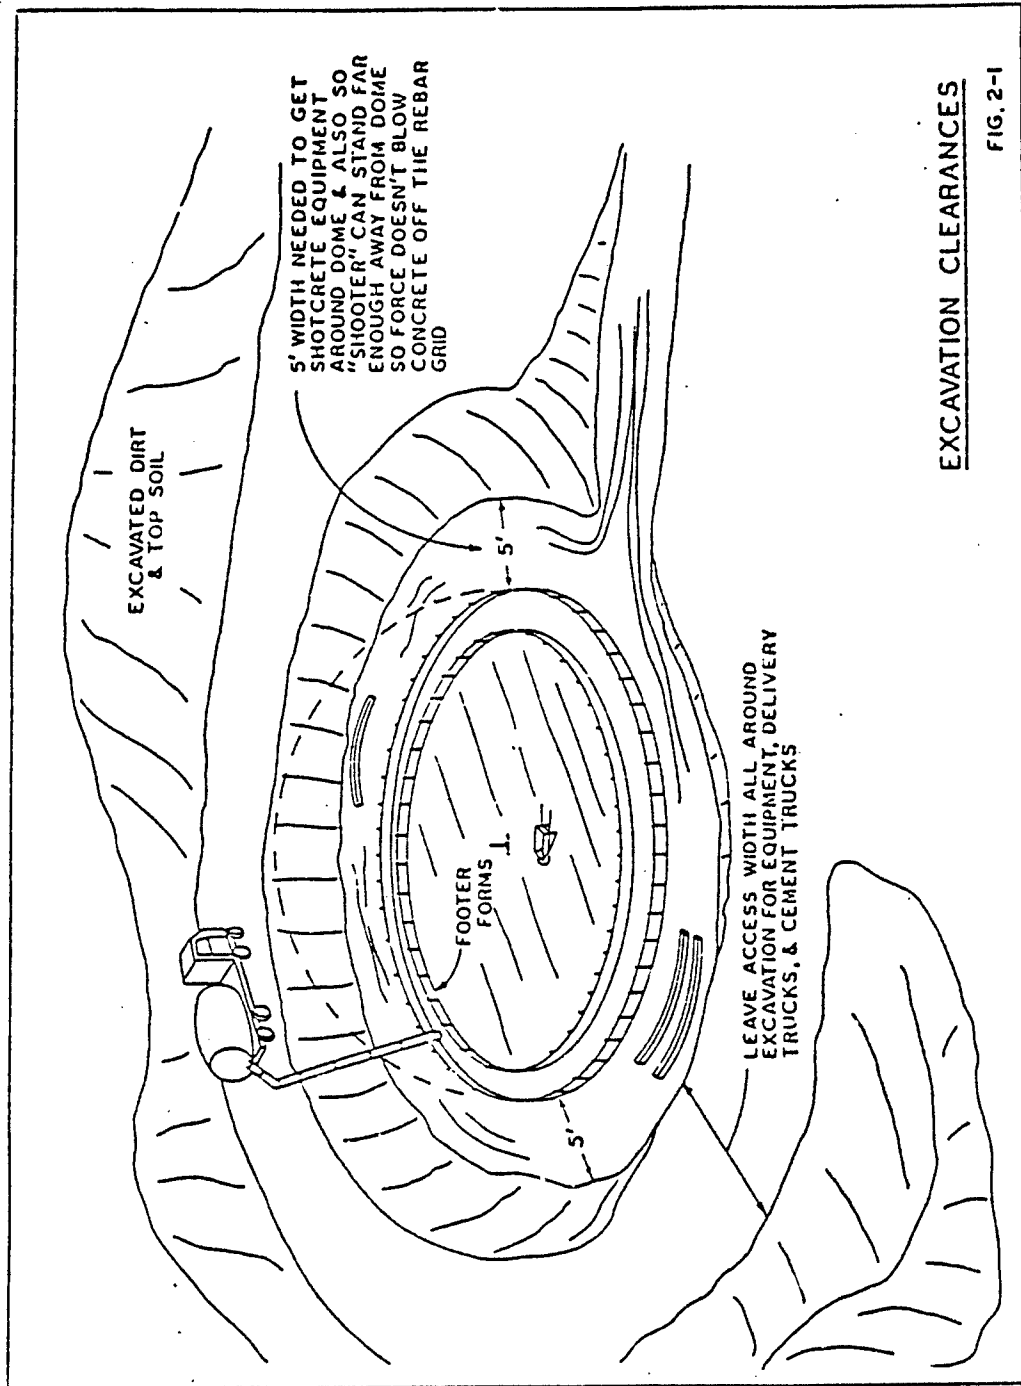 EXCAVATED DIRT
& TOP SOIL
5' WIDTH NEEDED TO GET
SHOTCRETE EQUIPMENT
AROUND DOME & ALSO SO
"SHOOTER" CAN STAND FAR
ENOUGH AWAY FROM DOME
SO FORCE DOESN'T BLOW
CONCRETE OFF THE REBAR
GRID
FOOTER
FORMS
5'
5'
LEAVE ACCESS WIDTH ALL AROUND
EXCAVATION FOR EQUIPMENT, DELIVERY
TRUCKS, & CEMENT TRUCKS
EXCAVATION CLEARANCES
FIG. 2-1